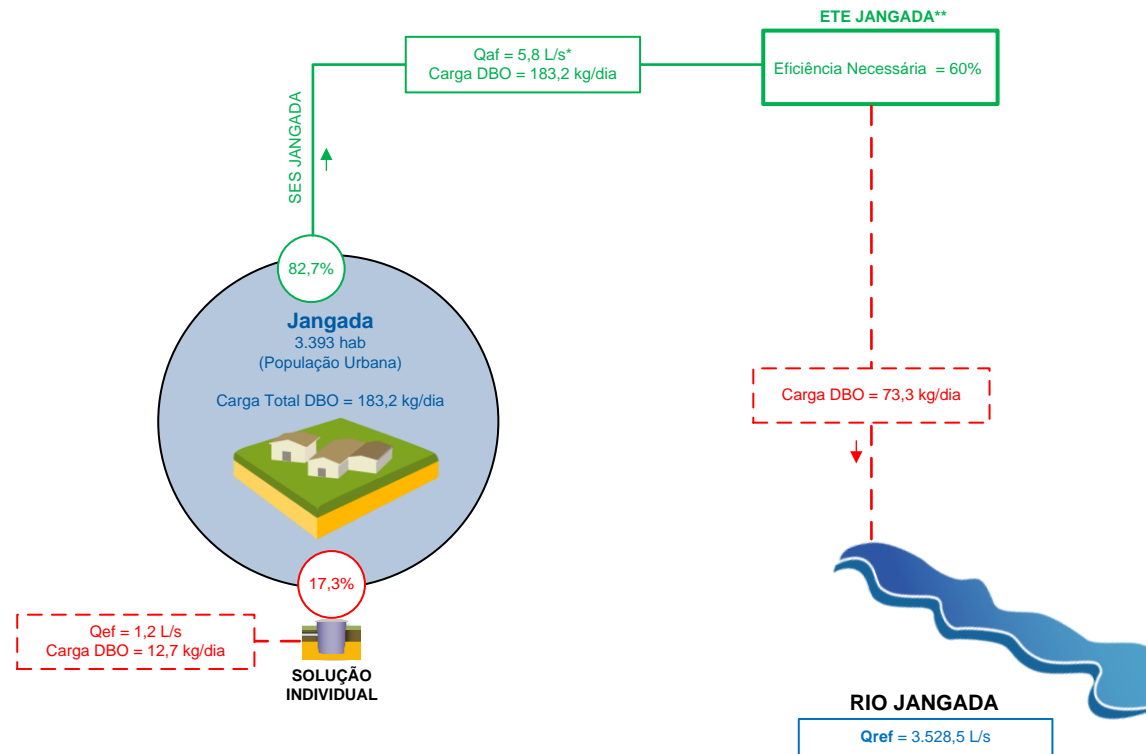 ETE JANGADA**
Eficiência Necessária = 60%
Qaf = 5,8 L/s*
Carga DBO = 183,2 kg/dia
SES JANGADA
82,7%
Jangada
3.393 hab
(População Urbana)
Carga Total DBO = 183,2 kg/dia
Carga DBO = 73,3 kg/dia
17,3%
Qef = 1,2 L/s
Carga DBO = 12,7 kg/dia
SOLUÇÃO
INDIVIDUAL
RIO JANGADA
Qref = 3.528,5 L/s